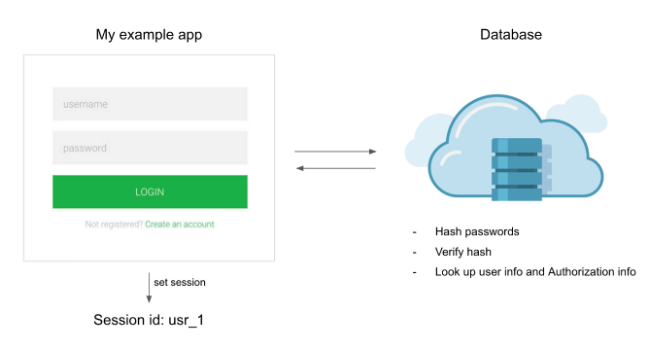 My example app
username
password
LOGIN
Not registered? Create an account
set session
Session id: usr_1
Database
- Hash passwords
- Verify hash
- Look up user info and Authorization info